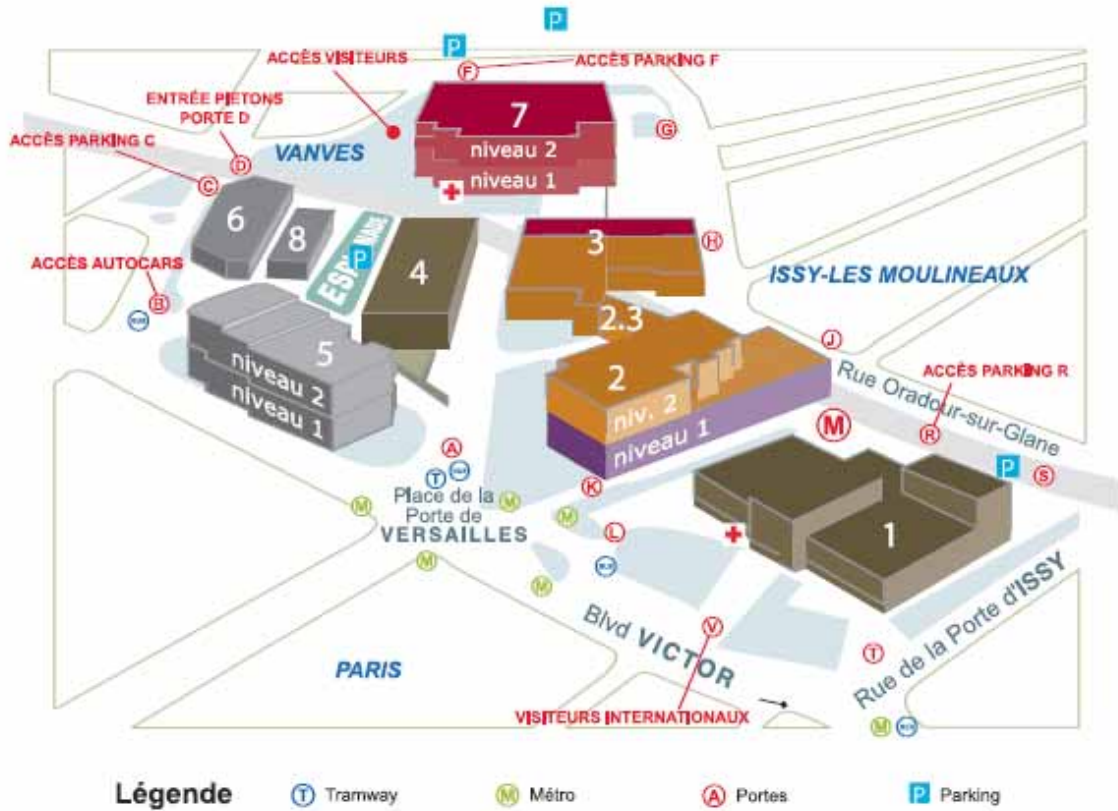 P
P
ACCÈS VISITEURS
F
ACCÈS PARKING F
ENTRÉE PIETONS
PORTE D
7
niveau 2
niveau 1
G
ACCÈS PARKING C
D
VANVES
C
6
8
P
4
3
H
ISSY-LES MOULINEAUX
ACCÈS AUTOCARS
B
2.3
5
niveau 2
niveau 1
2
niv. 2
niveau 1
J
Rue Oradour-sur-Glane
ACCÈS PARKING R
M
R
P
S
A
T
K
M
Place de la
Porte de
VERSAILLES
M
M
M
M
L
1
Blvd VICTOR
V
T
Rue de la Porte d'ISSY
PARIS
VISITEURS INTERNATIONAUX
M
Légende
T Tramway
M Métro
A Portes
P Parking